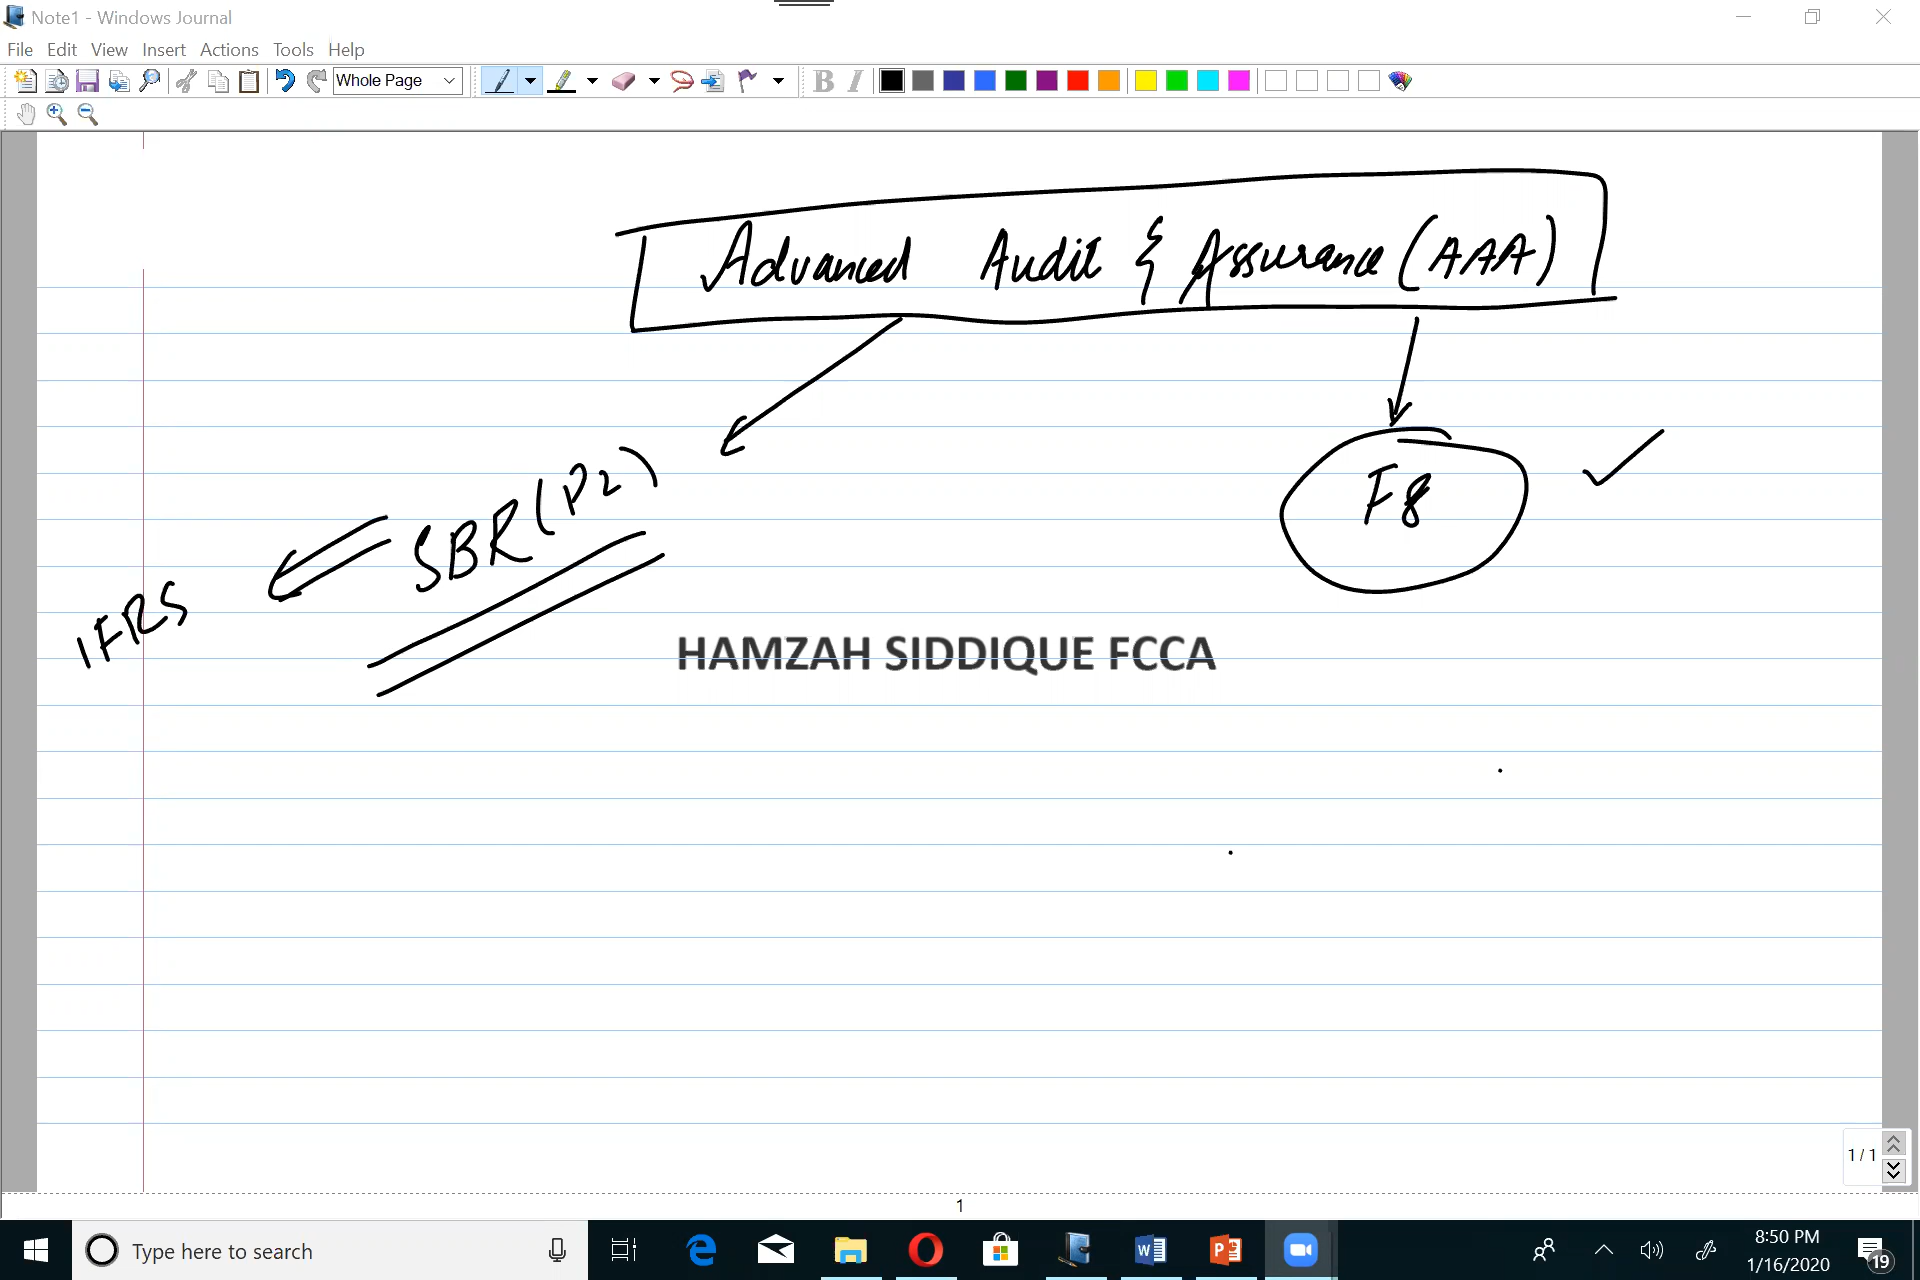 Note1 - Windows Journal
File Edit View Insert Actions Tools Help
Whole Page
B I
Advanced Audit & Assurance (AAA)
SBR (P2)
F8
IFRS
HAMZAH SIDDIQUE FCCA
1 / 1
1
Type here to search
8:50 PM
1/16/2020
19